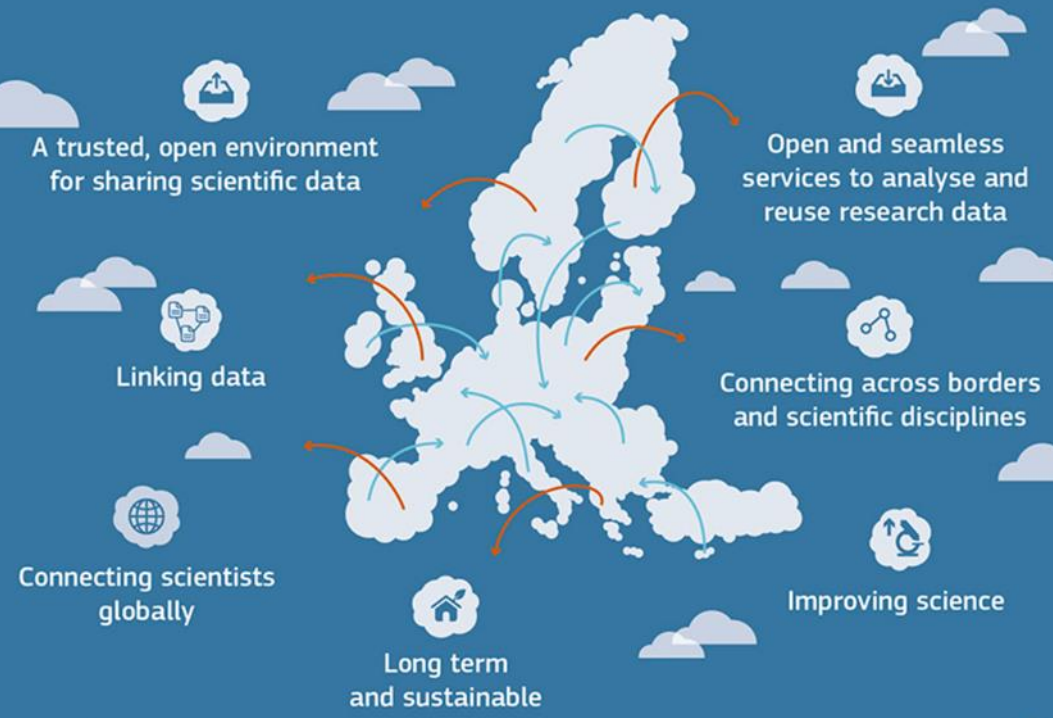 A trusted, open environment
for sharing scientific data
Open and seamless
services to analyse and
reuse research data
Linking data
Connecting across borders
and scientific disciplines
Connecting scientists
globally
Improving science
Long term
and sustainable